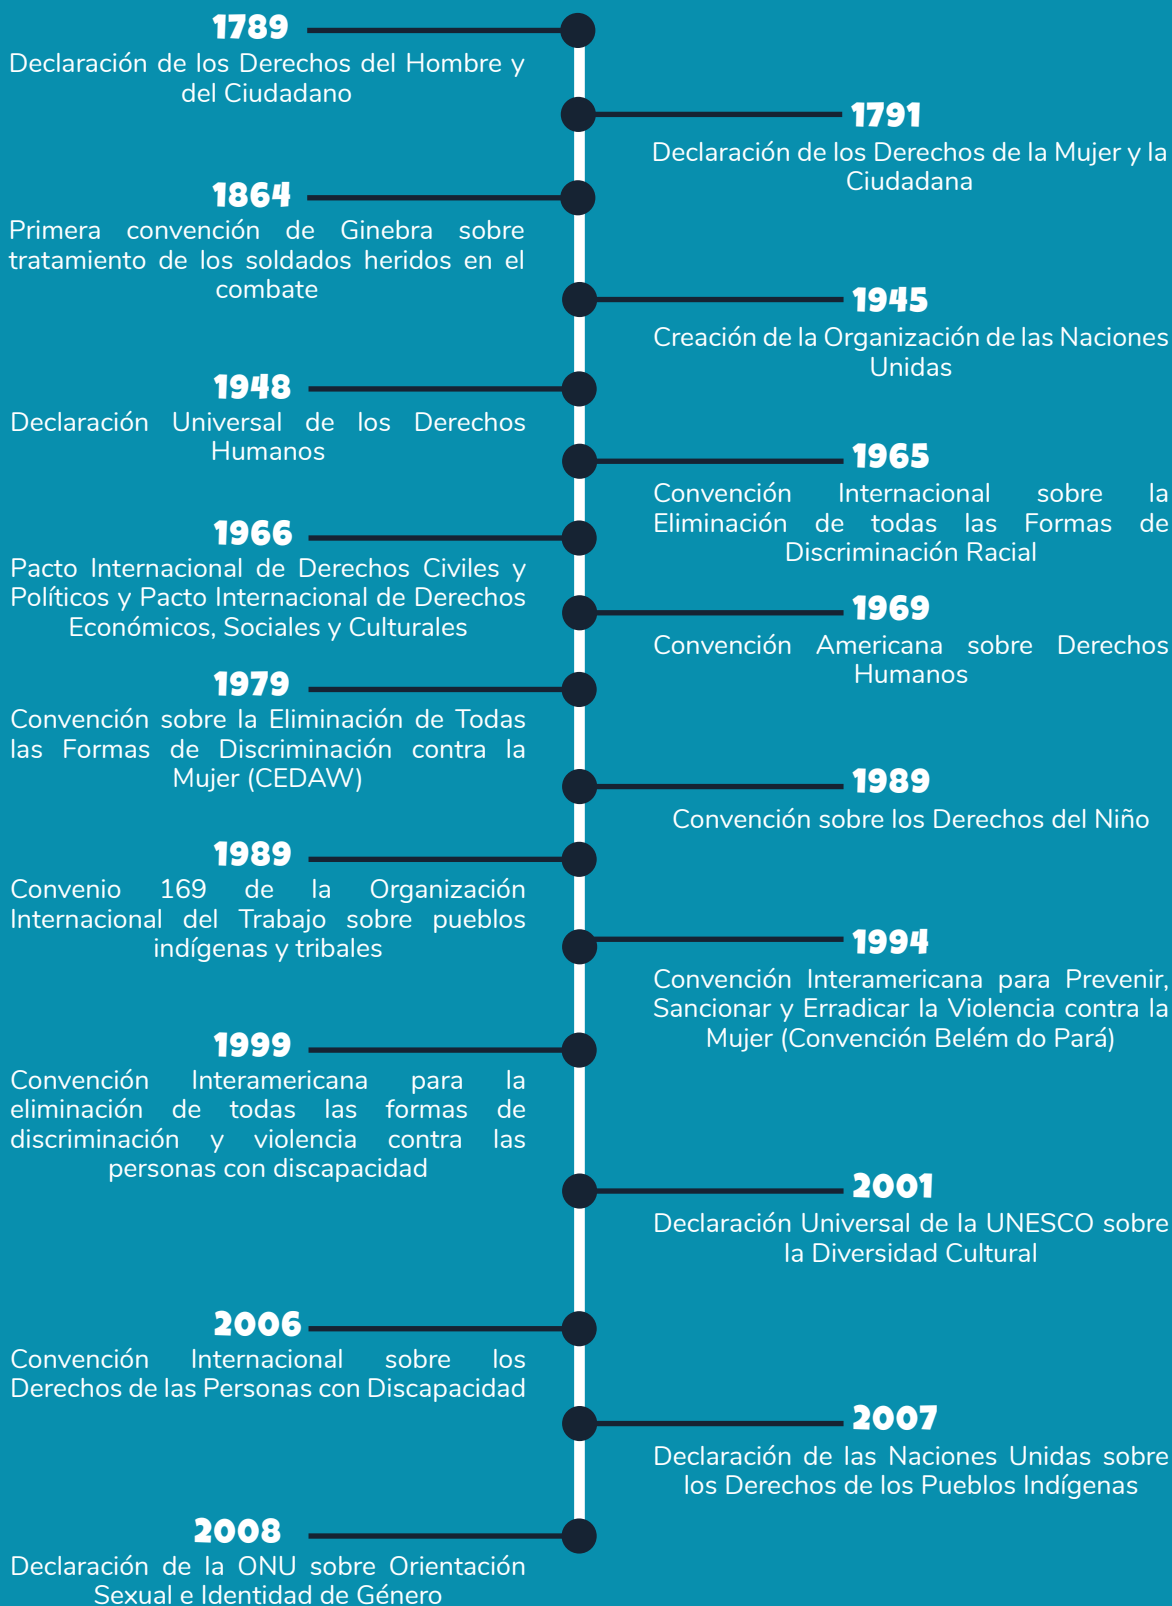 1789
Declaración de los Derechos del Hombre y
del Ciudadano
1791
Declaración de los Derechos de la Mujer y la
Ciudadana
1864
Primera convención de Ginebra sobre
tratamiento de los soldados heridos en el
combate
1945
Creación de la Organización de las Naciones
Unidas
1948
Declaración Universal de los Derechos
Humanos
1965
Convención Internacional sobre la
Eliminación de todas las Formas de
Discriminación Racial
1966
Pacto Internacional de Derechos Civiles y
Políticos y Pacto Internacional de Derechos
Económicos, Sociales y Culturales
1969
Convención Americana sobre Derechos
Humanos
1979
Convención sobre la Eliminación de Todas
las Formas de Discriminación contra la
Mujer (CEDAW)
1989
Convención sobre los Derechos del Niño
1989
Convenio 169 de la Organización
Internacional del Trabajo sobre pueblos
indígenas y tribales
1994
Convención Interamericana para Prevenir,
Sancionar y Erradicar la Violencia contra la
Mujer (Convención Belém do Pará)
1999
Convención Interamericana para la
eliminación de todas las formas de
discriminación y violencia contra las
personas con discapacidad
2001
Declaración Universal de la UNESCO sobre
la Diversidad Cultural
2006
Convención Internacional sobre los
Derechos de las Personas con Discapacidad
2007
Declaración de las Naciones Unidas sobre
los Derechos de los Pueblos Indígenas
2008
Declaración de la ONU sobre Orientación
Sexual e Identidad de Género